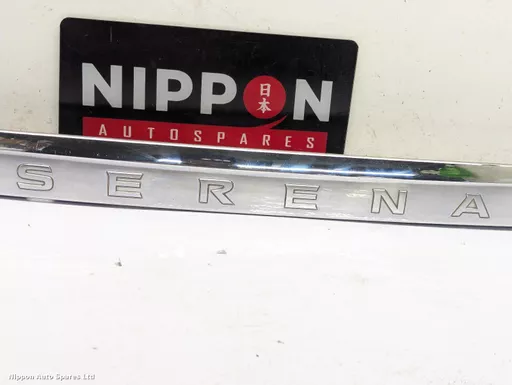 NIPPON
日本
AUTOSPARES
SERENA
Nippon Auto Spares Ltd